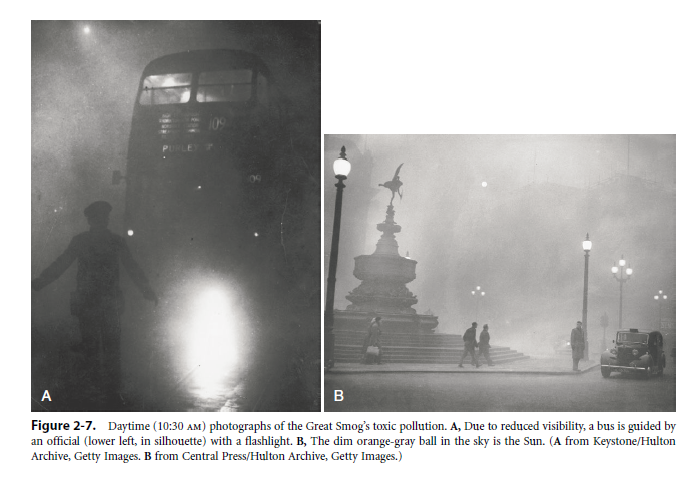 109
PURLEY
109
A
B
Figure 2-7. Daytime (10:30 AM) photographs of the Great Smog's toxic pollution. A, Due to reduced visibility, a bus is guided by
an official (lower left, in silhouette) with a flashlight. B, The dim orange-gray ball in the sky is the Sun. (A from Keystone/Hulton
Archive, Getty Images. B from Central Press/Hulton Archive, Getty Images.)